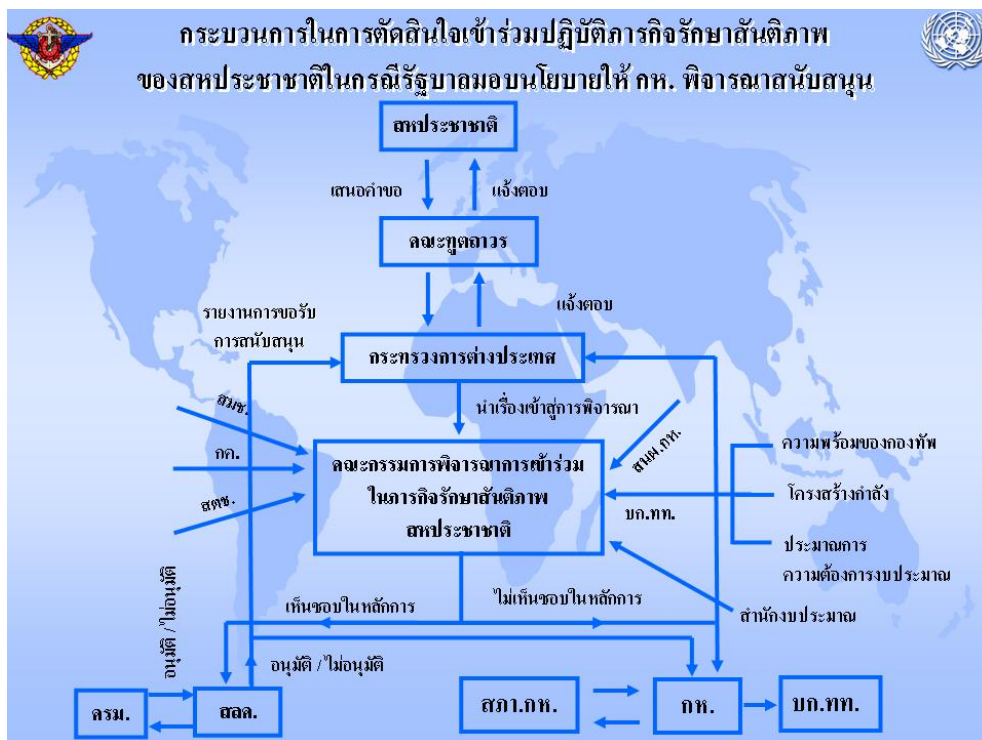 กระบวนการในการตัดสินใจเข้าร่วมปฏิบัติภารกิจรักษาสันติภาพ
ของสหประชาชาติในกรณีรัฐบาลมอบนโยบายให้ กห. พิจารณาสนับสนุน
สหประชาชาติ
เสนอคำขอ
แจ้งตอบ
คณะฑูตถาวร
แจ้งตอบ
รายงานการขอรับ
การสนับสนุน
กระทรวงการต่างประเทศ
นำเรื่องเข้าสู่การพิจารณา
สมช.
กค.
สตช.
คณะกรรมการพิจารณาการเข้าร่วม
ในภารกิจรักษาสันติภาพ
สหประชาชาติ
สนผ.กห.
บก.ทท.
ความพร้อมของกองทัพ
โครงสร้างกำลัง
ประมาณการ
ความต้องการงบประมาณ
สำนักงบประมาณ
เห็นชอบในหลักการ
ไม่เห็นชอบในหลักการ
อนุมัติ / ไม่อนุมัติ
อนุมัติ / ไม่อนุมัติ
ครม.
สลค.
สภา.กห.
กห.
บก.ทท.